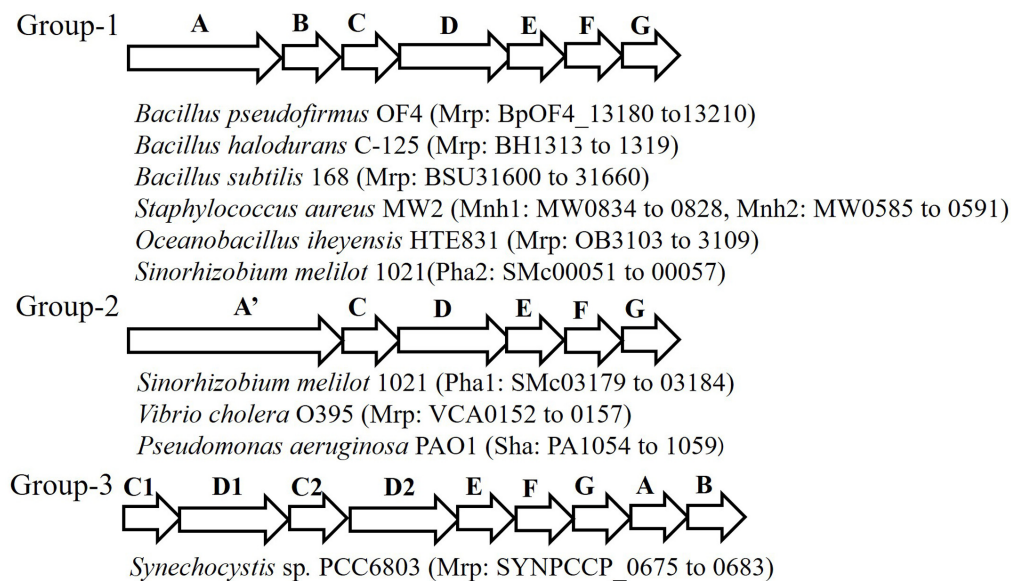 Group-1 A B C D E F G
Bacillus pseudofirmus OF4 (Mrp: BpOF4_13180 to13210)
Bacillus halodurans C-125 (Mrp: BH1313 to 1319)
Bacillus subtilis 168 (Mrp: BSU31600 to 31660)
Staphylococcus aureus MW2 (Mnh1: MW0834 to 0828, Mnh2: MW0585 to 0591)
Oceanobacillus iheyensis HTE831 (Mrp: OB3103 to 3109)
Sinorhizobium melilot 1021(Pha2: SMc00051 to 00057)
Group-2 A’ C D E F G
Sinorhizobium melilot 1021 (Pha1: SMc03179 to 03184)
Vibrio cholera O395 (Mrp: VCA0152 to 0157)
Pseudomonas aeruginosa PAO1 (Sha: PA1054 to 1059)
Group-3 C1 D1 C2 D2 E F G A B
Synechocystis sp. PCC6803 (Mrp: SYNPCCP_0675 to 0683)